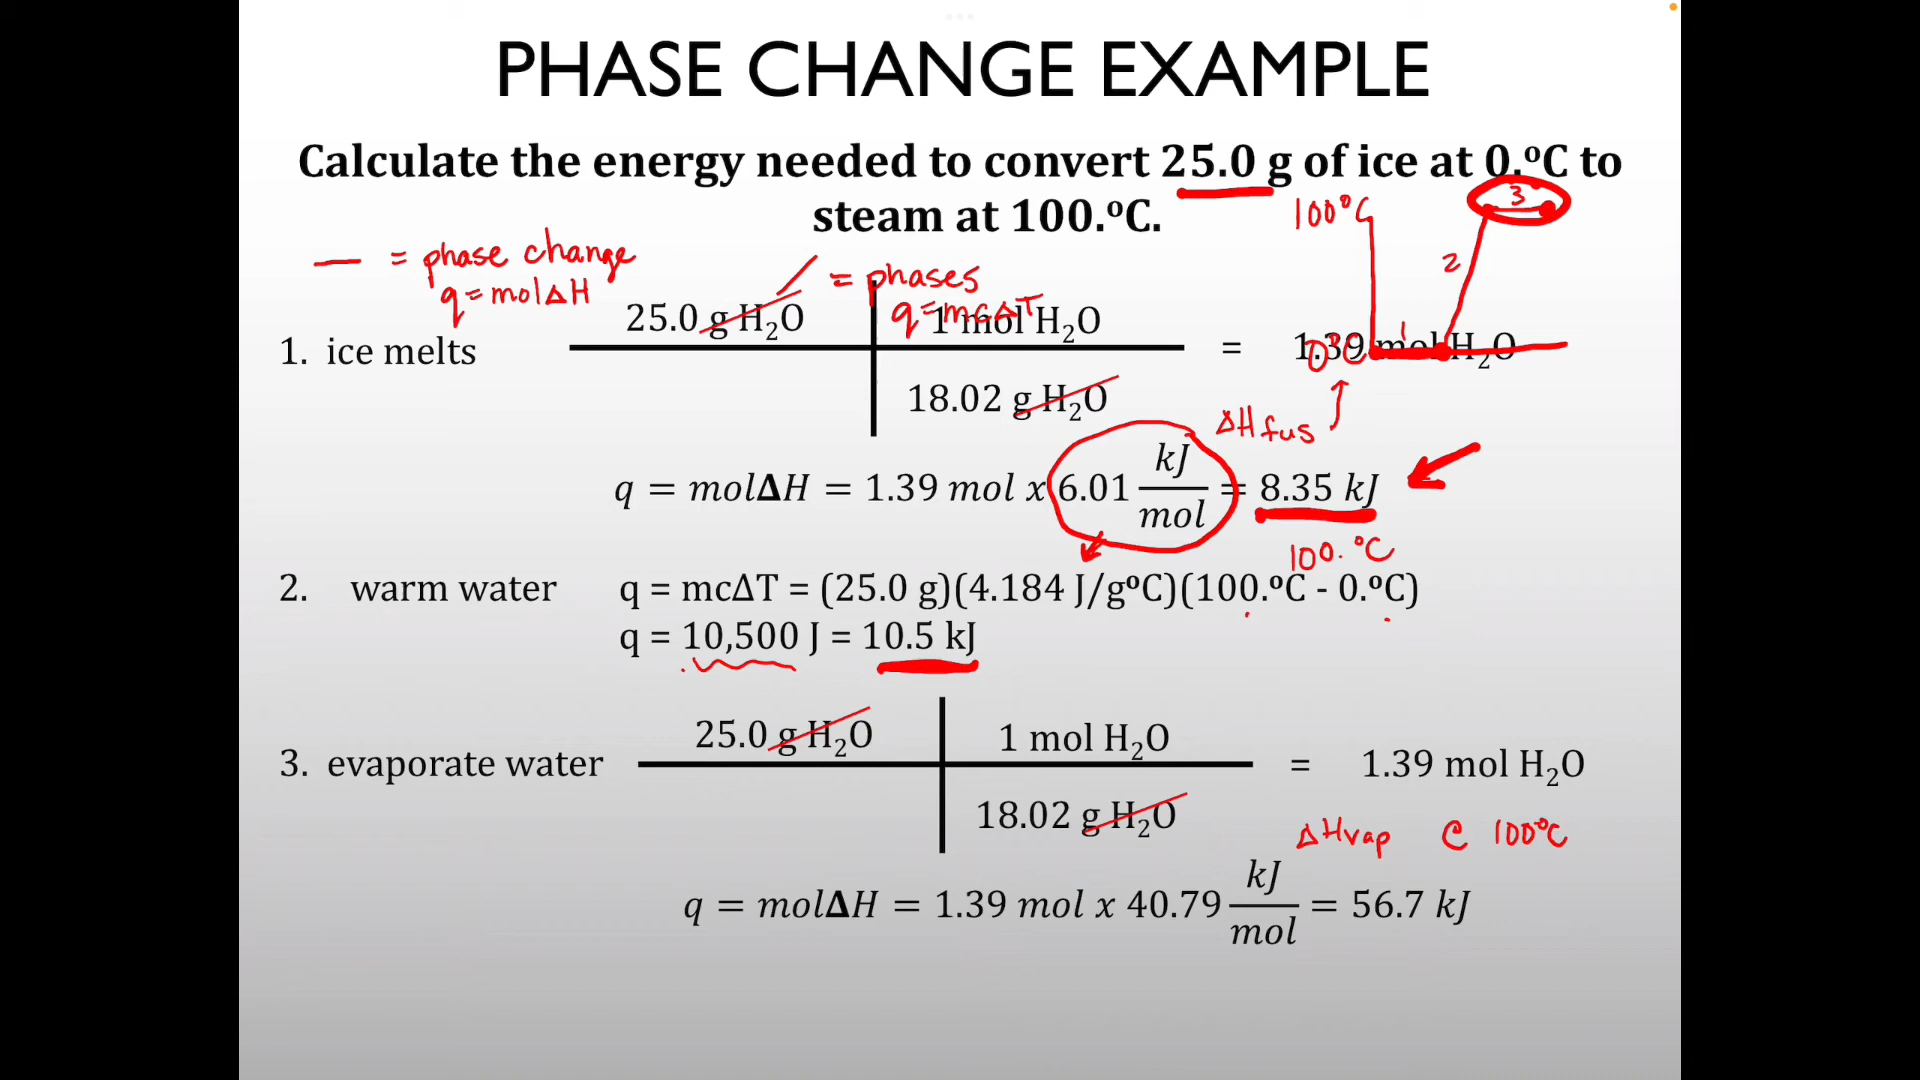 PHASE CHANGE EXAMPLE
Calculate the energy needed to convert 25.0 g of ice at 0.ºC to
steam at 100.ºC.
100°C
3
2
— = phase change
q = molΔH
/ = phases
q = mcΔT
1. ice melts
25.0 g H₂O
1 mol H₂O
18.02 g H₂O
= 1.39 mol H₂O
0°C
1
ΔHfus
q = molΔH = 1.39 mol x 6.01 kJ/mol = 8.35 kJ
100.°C
2. warm water q = mcΔT = (25.0 g)(4.184 J/gºC)(100.ºC - 0.ºC)
q = 10,500 J = 10.5 kJ
3. evaporate water
25.0 g H₂O
1 mol H₂O
18.02 g H₂O
= 1.39 mol H₂O
ΔHvap @ 100°C
q = molΔH = 1.39 mol x 40.79 kJ/mol = 56.7 kJ